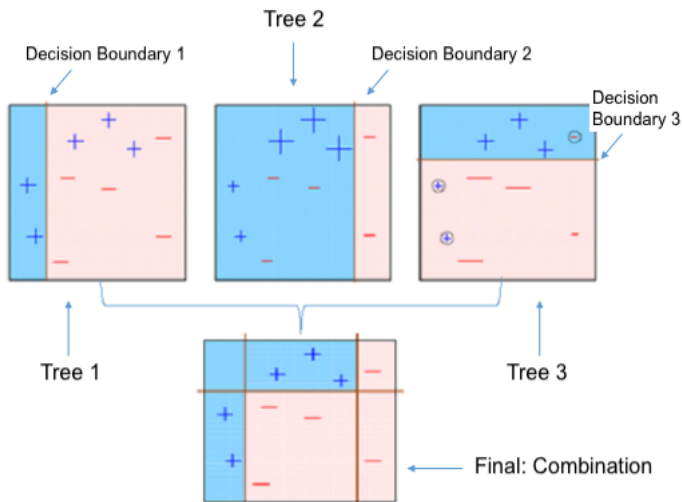 Tree 2
Decision Boundary 1
Decision Boundary 2
Decision
Boundary 3
Tree 1
Tree 3
Final: Combination